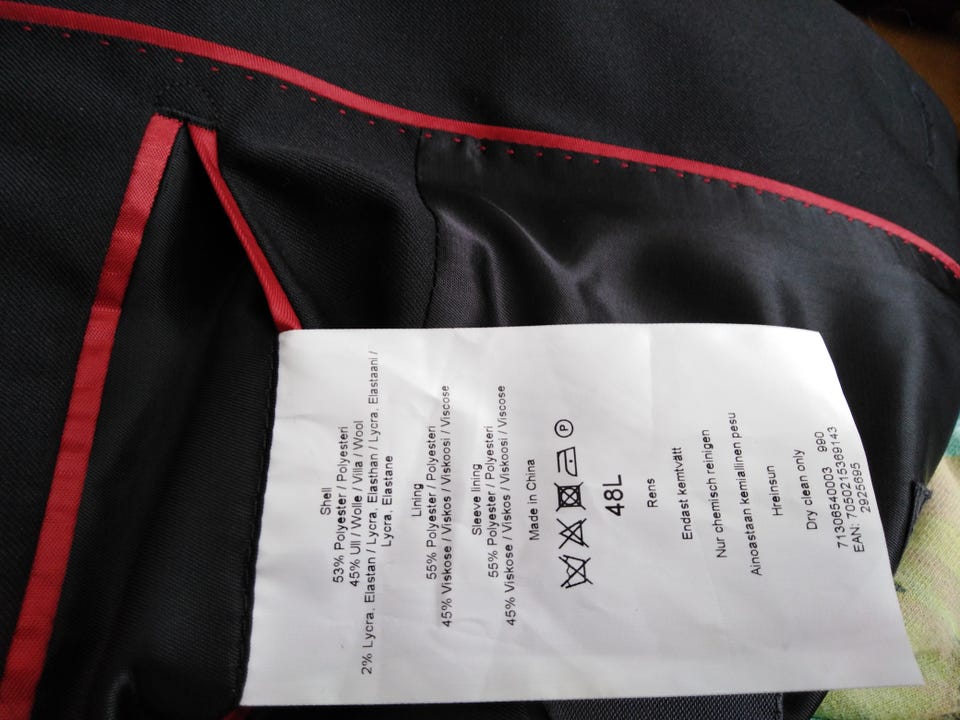 Shell
53% Polyester / Polyesteri
45% Ull / Wolle / Villa / Wool
2% Lycra, Elastan / Lycra, Elasthan / Lycra, Elastaani /
Lycra, Elastane
Lining
55% Polyester / Polyesteri
45% Viskose / Viskos / Viskoosi / Viscose
Sleeve lining
55% Polyester / Polyesteri
45% Viskose / Viskos / Viskoosi / Viscose
Made in China
P
48L
Rens
Endast kemtvätt
Nur chemisch reinigen
Ainoastaan kemiallinen pesu
Hreinsun
Dry clean only
71306540003 990
EAN: 7050215369143
2925695